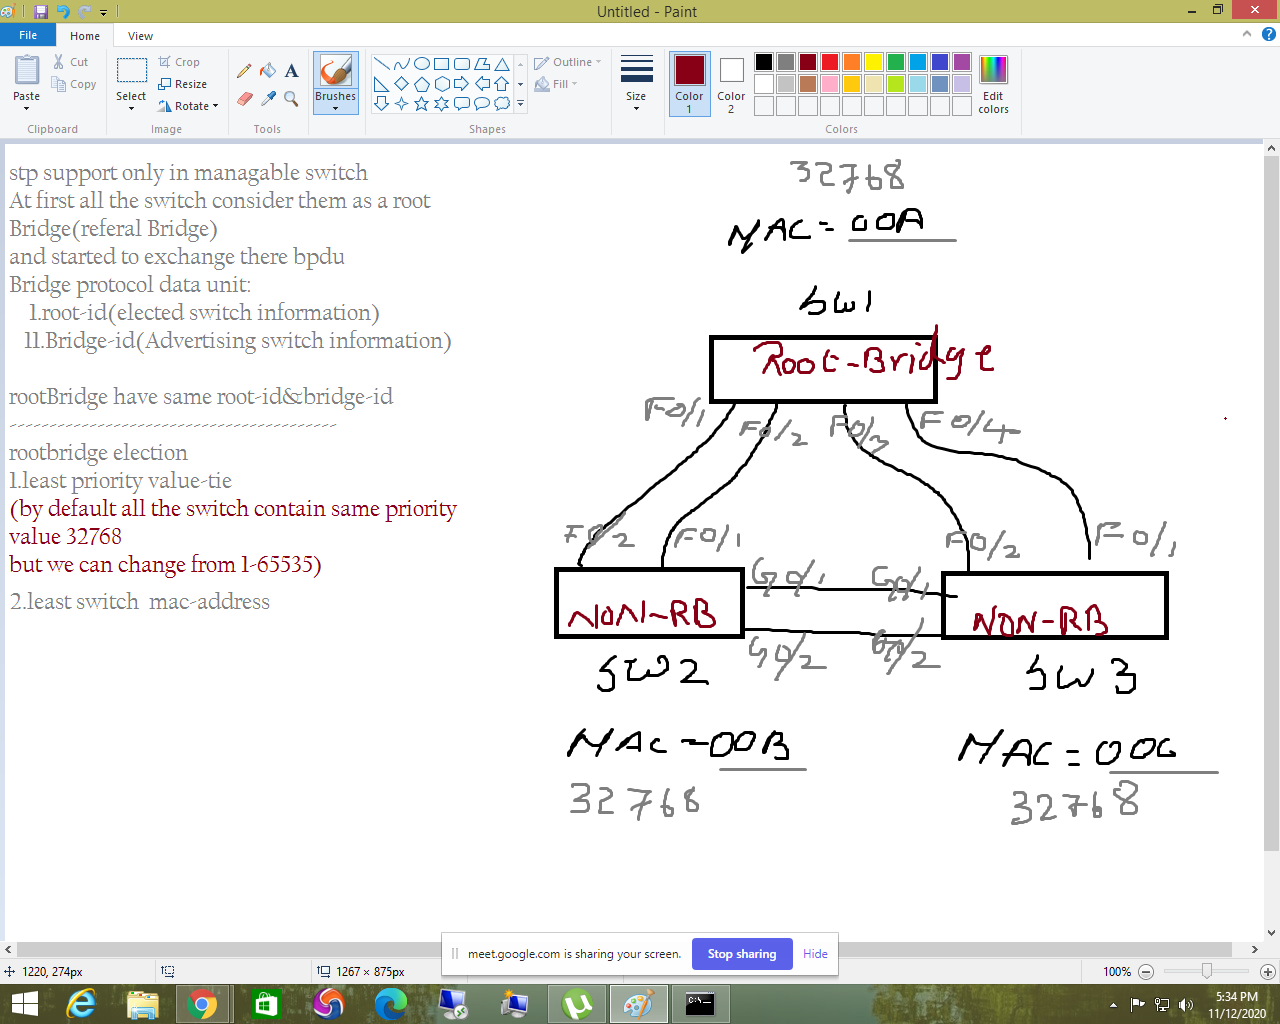 Untitled - Paint
File
Home
View
Paste
Cut
Copy
Clipboard
Select
Crop
Resize
Rotate
Image
A
Tools
Brushes
Outline
Fill
Shapes
Size
Color 1
Color 2
Edit colors
Colors
stp support only in managable switch
At first all the switch consider them as a root
Bridge(referal Bridge)
and started to exchange there bpdu
Bridge protocol data unit:
1.root-id(elected switch information)
11.Bridge-id(Advertising switch information)
rootBridge have same root-id&bridge-id
-----------------------------------------
rootbridge election
1.least priority value-tie
(by default all the switch contain same priority
value 32768
but we can change from 1-65535)
2.least switch mac-address
32768
MAC = 00A
SW1
Root-Bridge
F0/1
F0/2
F0/3
F0/4
F0/2
F0/1
F0/2
F0/1
G0/1
G0/1
NON-RB
NON-RB
G0/2
G0/2
SW2
SW3
MAC = 00B
MAC = 00C
32768
32768
meet.google.com is sharing your screen.
Stop sharing
Hide
1220, 274px
1267 × 875px
100%
5:34 PM
11/12/2020